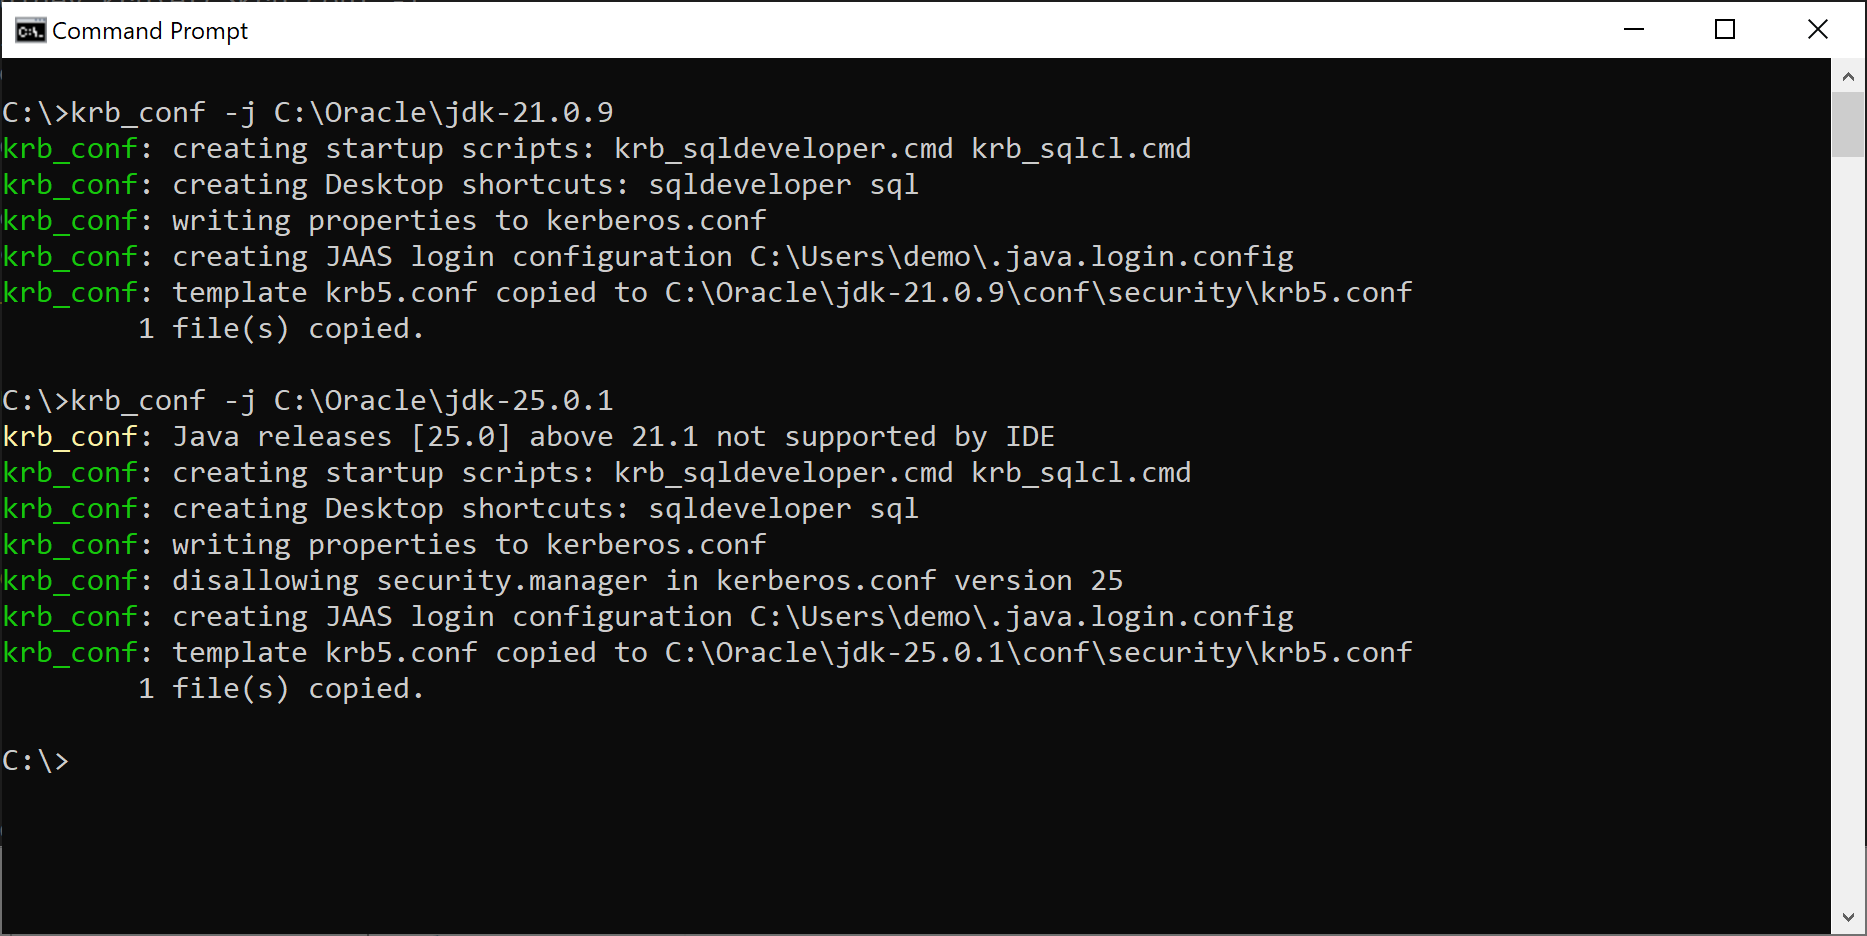 Command Prompt
C:\>krb_conf -j C:\Oracle\jdk-21.0.9
krb_conf: creating startup scripts: krb_sqldeveloper.cmd krb_sqlcl.cmd
krb_conf: creating Desktop shortcuts: sqldeveloper sql
krb_conf: writing properties to kerberos.conf
krb_conf: creating JAAS login configuration C:\Users\demo\.java.login.config
krb_conf: template krb5.conf copied to C:\Oracle\jdk-21.0.9\conf\security\krb5.conf
        1 file(s) copied.
C:\>krb_conf -j C:\Oracle\jdk-25.0.1
krb_conf: Java releases [25.0] above 21.1 not supported by IDE
krb_conf: creating startup scripts: krb_sqldeveloper.cmd krb_sqlcl.cmd
krb_conf: creating Desktop shortcuts: sqldeveloper sql
krb_conf: writing properties to kerberos.conf
krb_conf: disallowing security.manager in kerberos.conf version 25
krb_conf: creating JAAS login configuration C:\Users\demo\.java.login.config
krb_conf: template krb5.conf copied to C:\Oracle\jdk-25.0.1\conf\security\krb5.conf
        1 file(s) copied.
C:\>